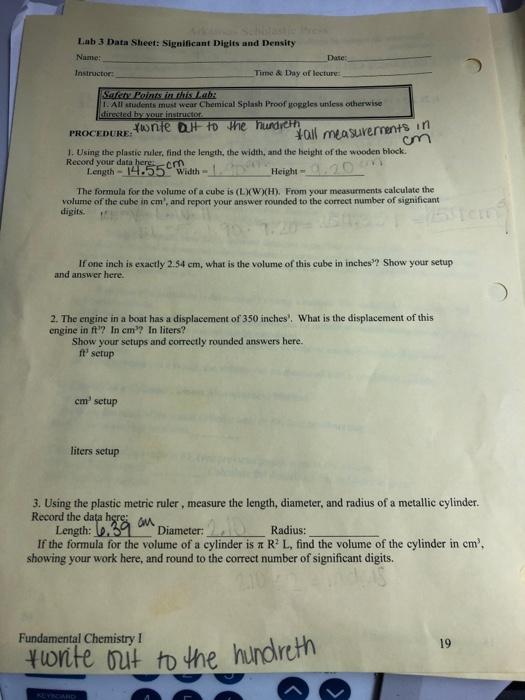 Lab 3 Data Sheet: Significant Digits and Density
Name: Date:
Instructor: Time & Day of lecture:
Safety Points in this Lab:
1. All students must wear Chemical Splash Proof goggles unless otherwise
directed by your instructor.
PROCEDURE: *write out to the hundreth
*all measurements in cm
1. Using the plastic ruler, find the length, the width, and the height of the wooden block.
Record your data here:
Length = 14.55 cm Width = Height = 9.20
The formula for the volume of a cube is (L)(W)(H). From your measurments calculate the
volume of the cube in cm³, and report your answer rounded to the correct number of significant
digits.
If one inch is exactly 2.54 cm, what is the volume of this cube in inches³? Show your setup
and answer here.
2. The engine in a boat has a displacement of 350 inches³. What is the displacement of this
engine in ft³? In cm³? In liters?
Show your setups and correctly rounded answers here.
ft³ setup
cm³ setup
liters setup
3. Using the plastic metric ruler, measure the length, diameter, and radius of a metallic cylinder.
Record the data here:
Length: 6.39 cm Diameter: 2.10 Radius:
If the formula for the volume of a cylinder is π R² L, find the volume of the cylinder in cm³,
showing your work here, and round to the correct number of significant digits.
Fundamental Chemistry I 19
*write out to the hundreth
KEYBOARD